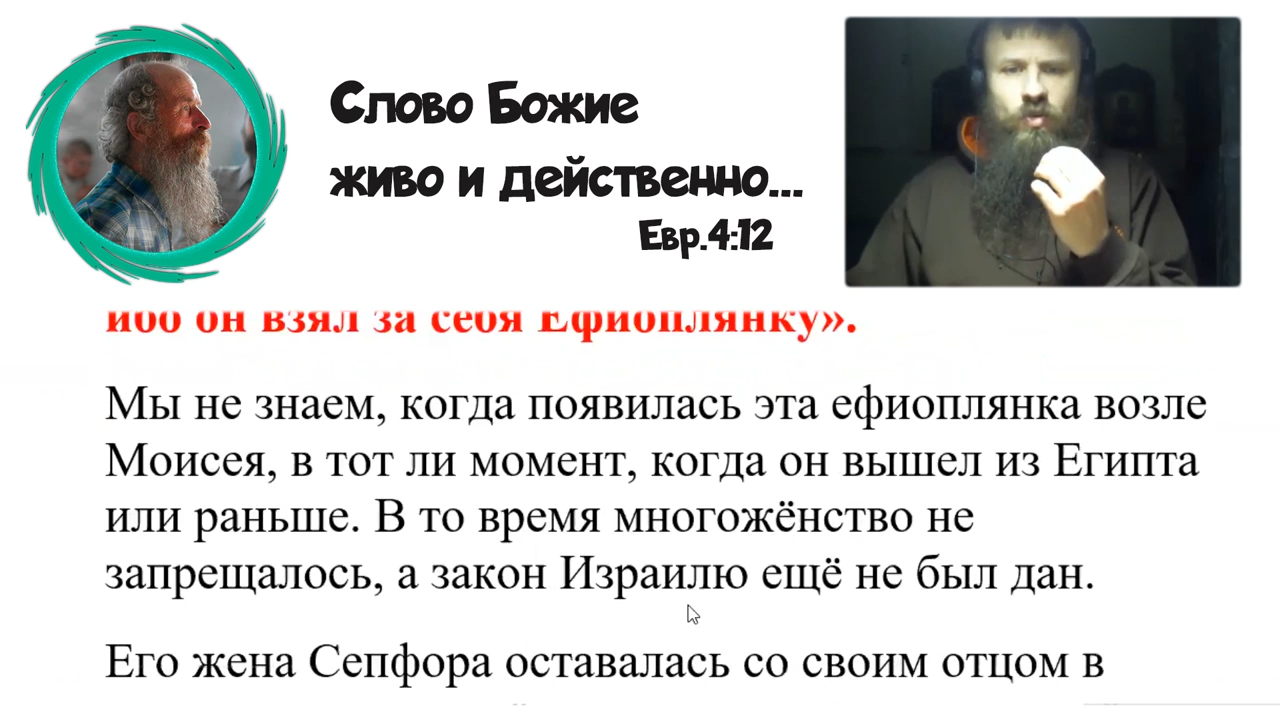 Слово Божие
живо и действенно...
Евр.4:12
ибо он взял за себя Ефиоплянку».
Мы не знаем, когда появилась эта ефиоплянка возле
Моисея, в тот ли момент, когда он вышел из Египта
или раньше. В то время многожёнство не
запрещалось, а закон Израилю ещё не был дан.
Его жена Сепфора оставалась со своим отцом в